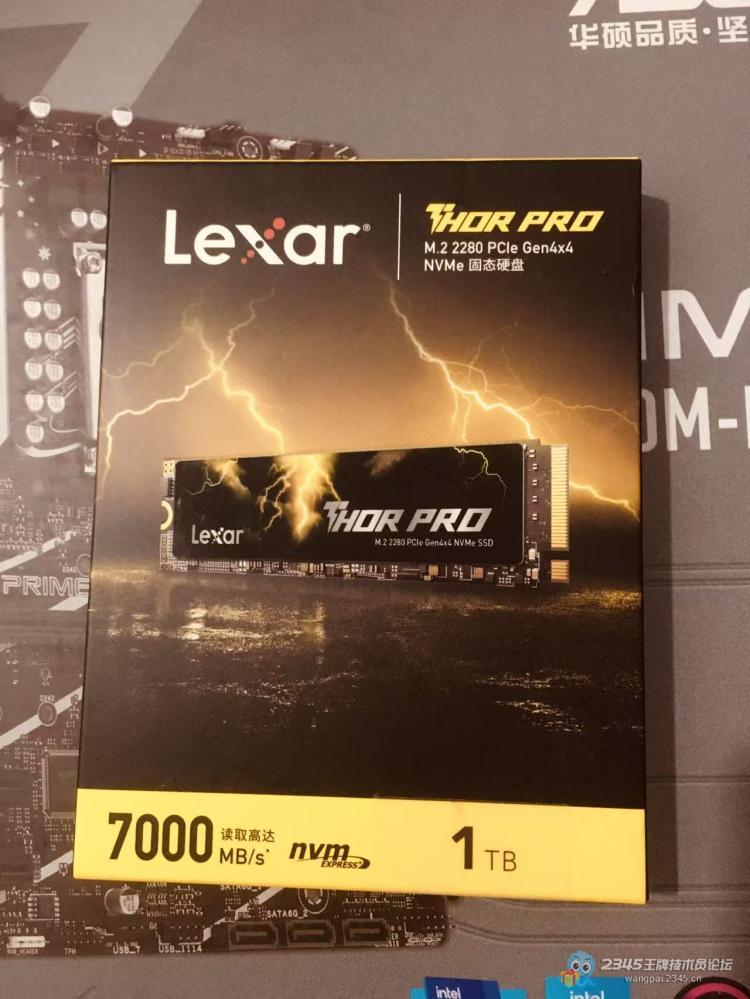 华硕品质·坚
Lexar®
THOR PRO
M.2 2280 PCIe Gen4x4
NVMe 固态硬盘
Lexar
THOR PRO
M.2 2280 PCIe Gen4x4 NVMe SSD
PRIME
7000 读取高达
MB/s*
nvm
EXPRESS
1 TB
SATA6G_2
USB_7
2345王牌技术员论坛
wangpai.2345.cn
intel
intel